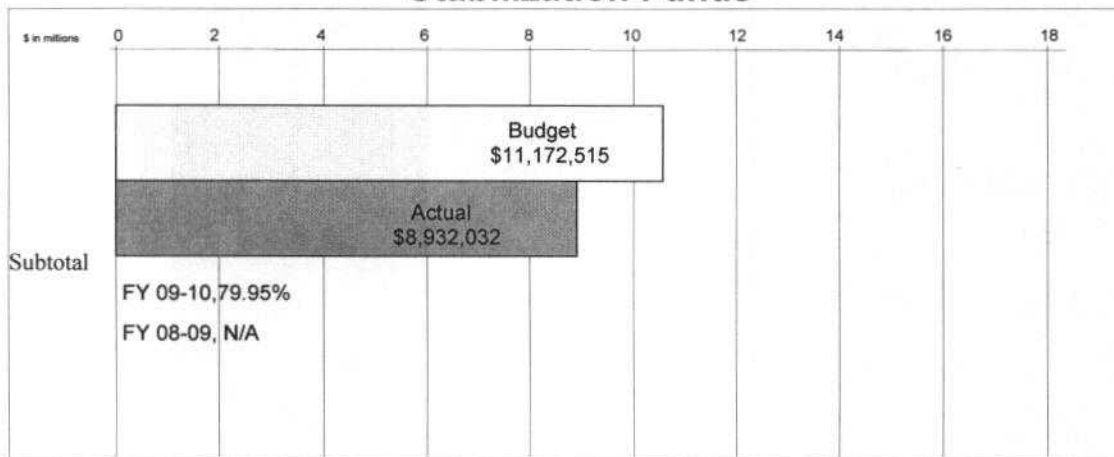 $ in millions 0 2 4 6 8 10 12 14 16 18
Budget
$11,172,515
Actual
$8,932,032
Subtotal
FY 09-10,79.95%
FY 08-09, N/A